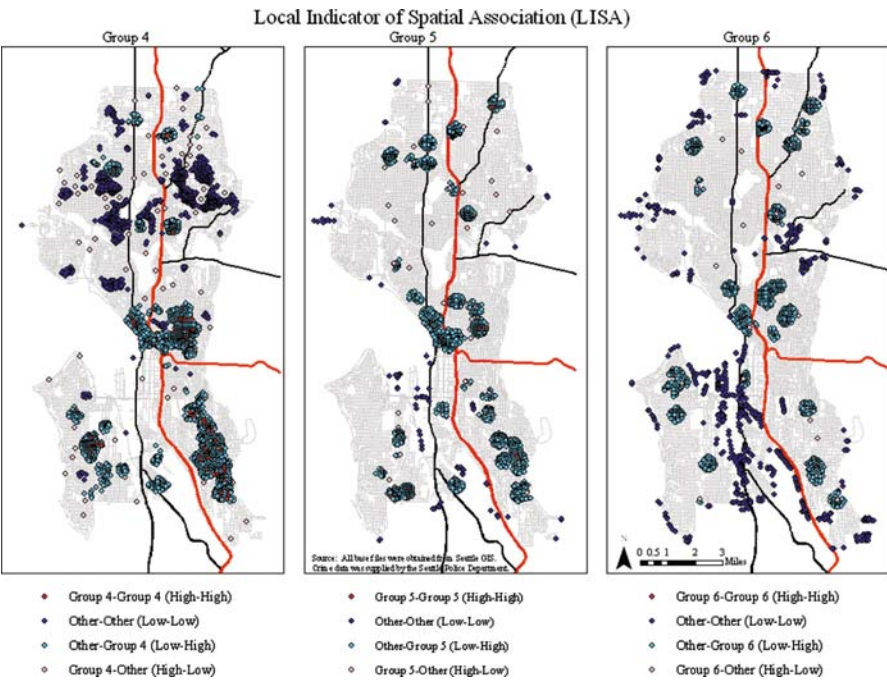 Local Indicator of Spatial Association (LISA)
Group 4
Group 5
Group 6
Source: All base files were obtained from Seattle GIS.
Crime data was supplied by the Seattle Police Department.
N
0 0.5 1 2 3
Miles
Group 4-Group 4 (High-High)
Other-Other (Low-Low)
Other-Group 4 (Low-High)
Group 4-Other (High-Low)
Group 5-Group 5 (High-High)
Other-Other (Low-Low)
Other-Group 5 (Low-High)
Group 5-Other (High-Low)
Group 6-Group 6 (High-High)
Other-Other (Low-Low)
Other-Group 6 (Low-High)
Group 6-Other (High-Low)